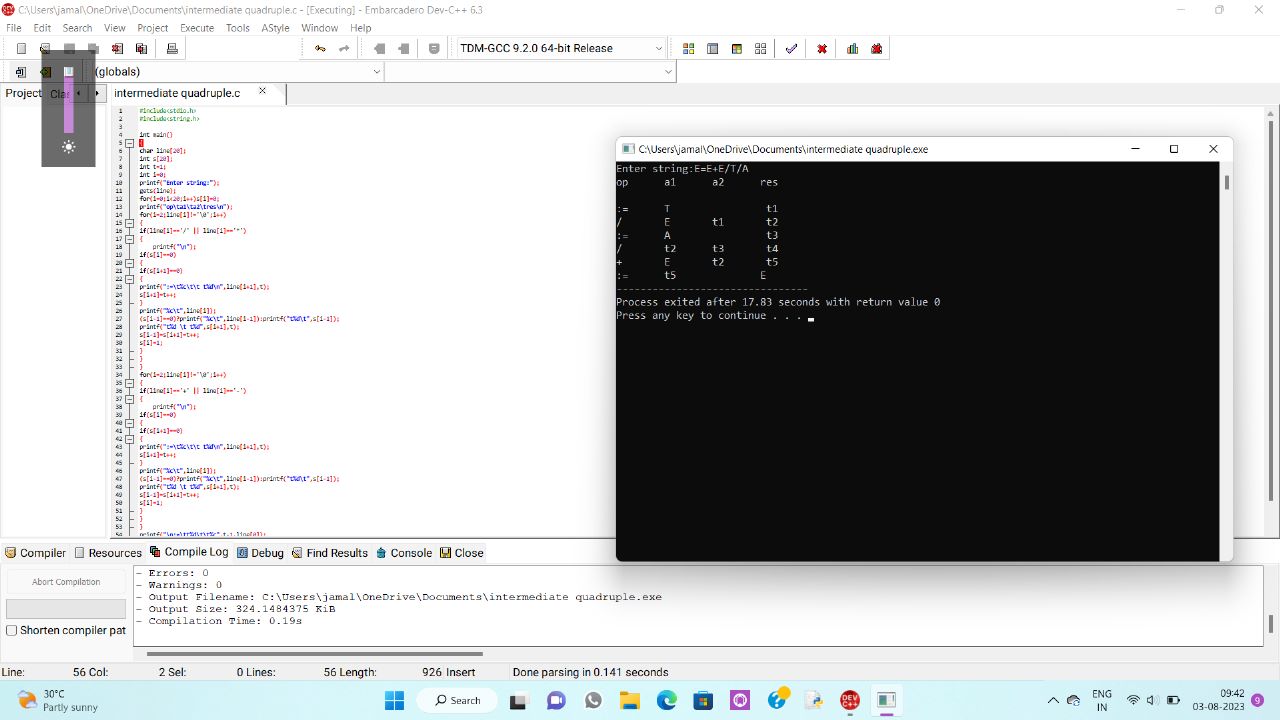 C:\Users\jamal\OneDrive\Documents\intermediate quadruple.c - [Executing] - Embarcadero Dev-C++ 6.3
File Edit Search View Project Execute Tools AStyle Window Help
TDM-GCC 9.2.0 64-bit Release
(globals)
Project Cla
intermediate quadruple.c
1 #include<stdio.h>
2 #include<string.h>
3
4 int main()
5 {
6 char line[20];
7 int s[20];
8 int t=1;
9 int i=0;
10 printf("Enter string:");
11 gets(line);
12 for(i=0;i<20;i++)s[i]=0;
13 printf("op\ta1\ta2\tres\n");
14 for(i=2;line[i]!='\0';i++)
15 {
16 if(line[i]=='/' || line[i]=='*')
17 {
18 printf("\n");
19 if(s[i]==0)
20 {
21 if(s[i+1]==0)
22 {
23 printf(":=\t%c\t\t t%d\n",line[i+1],t);
24 s[i+1]=t++;
25 }
26 printf("%c\t",line[i]);
27 (s[i-1]==0)?printf("%c\t",line[i-1]):printf("t%d\t",s[i-1]);
28 printf("t%d \t t%d",s[i+1],t);
29 s[i-1]=s[i+1]=t++;
30 s[i]=1;
31 }
32 }
33 }
34 for(i=2;line[i]!='\0';i++)
35 {
36 if(line[i]=='+' || line[i]=='-')
37 {
38 printf("\n");
39 if(s[i]==0)
40 {
41 if(s[i+1]==0)
42 {
43 printf(":=\t%c\t\t t%d\n",line[i+1],t);
44 s[i+1]=t++;
45 }
46 printf("%c\t",line[i]);
47 (s[i-1]==0)?printf("%c\t",line[i-1]):printf("t%d\t",s[i-1]);
48 printf("t%d \t t%d",s[i+1],t);
49 s[i-1]=s[i+1]=t++;
50 s[i]=1;
51 }
52 }
53 }
54 printf("\n:=\tt%d\t\t%c",t-1,line[0]);
C:\Users\jamal\OneDrive\Documents\intermediate quadruple.exe
Enter string:E=E+E/T/A
op a1 a2 res
:= T t1
/ E t1 t2
:= A t3
/ t2 t3 t4
+ E t2 t5
:= t5 E
--------------------------------
Process exited after 17.83 seconds with return value 0
Press any key to continue . . .
Compiler Resources Compile Log Debug Find Results Console Close
Abort Compilation
Shorten compiler pat
- Errors: 0
- Warnings: 0
- Output Filename: C:\Users\jamal\OneDrive\Documents\intermediate quadruple.exe
- Output Size: 324.1484375 KiB
- Compilation Time: 0.19s
Line: 56 Col: 2 Sel: 0 Lines: 56 Length: 926 Insert Done parsing in 0.141 seconds
30°C
Partly sunny
Search
DEV C++
ENG
IN
09:42
03-08-2023
9